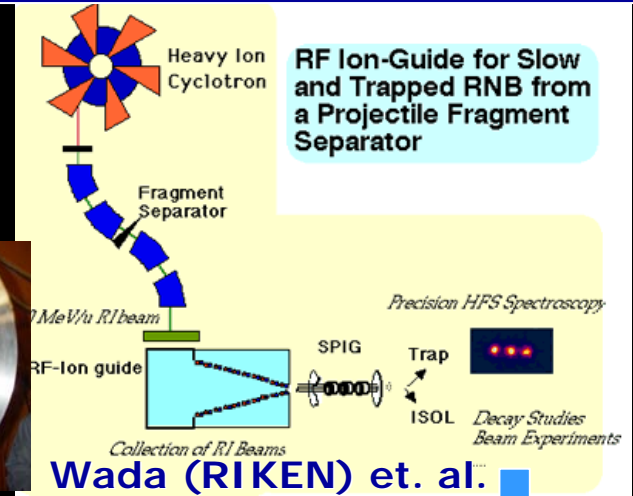 Heavy Ion
Cyclotron
RF Ion-Guide for Slow
and Trapped RNB from
a Projectile Fragment
Separator
Fragment
Separator
MeV/u RI beam
RF-Ion guide
SPIG
Precision HFS Spectroscopy
Trap
ISOL
Decay Studies
Beam Experiments
Collection of RI Beams
Wada (RIKEN) et. al.